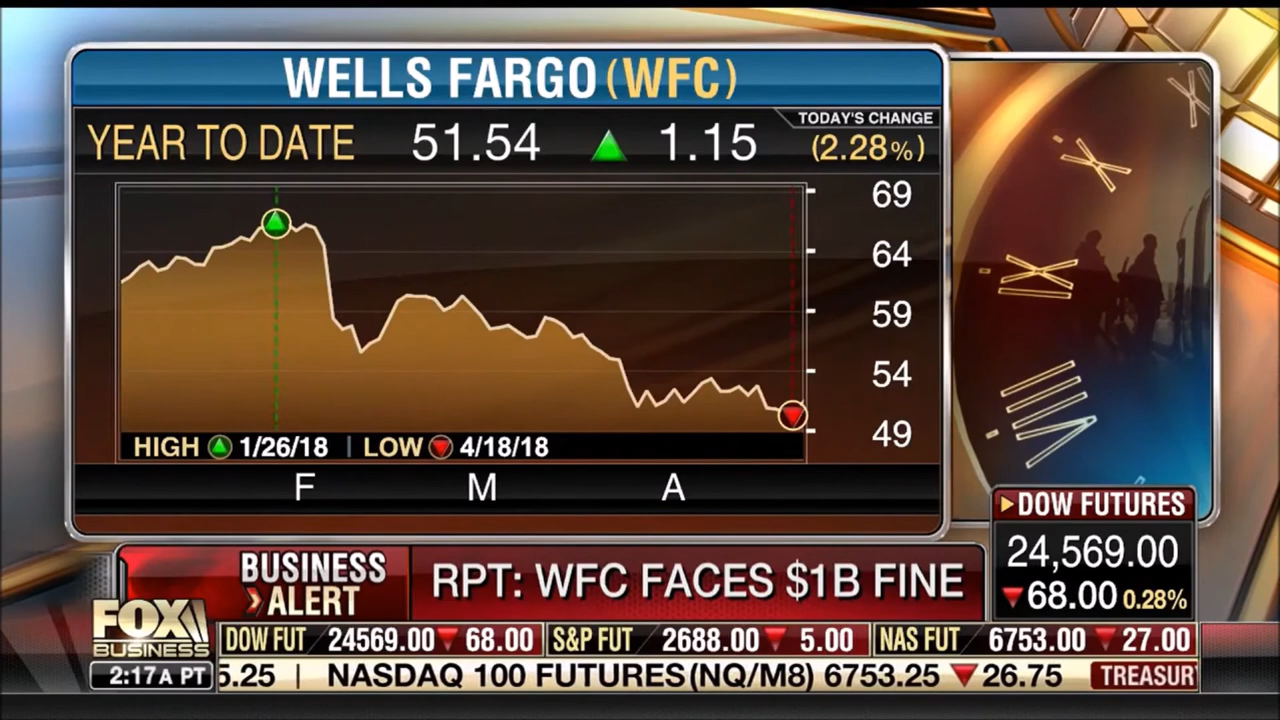 WELLS FARGO (WFC)
TODAY'S CHANGE
YEAR TO DATE 51.54 ▲ 1.15 (2.28%)
69
64
59
54
49
HIGH ▲ 1/26/18 | LOW ▼ 4/18/18
F M A
IX
VIII
DOW FUTURES
24,569.00
▼ 68.00 0.28%
BUSINESS ALERT
RPT: WFC FACES $1B FINE
FOX BUSINESS
DOW FUT 24569.00 ▼ 68.00 S&P FUT 2688.00 ▼ 5.00 NAS FUT 6753.00 ▼ 27.00
2:17A PT
5.25 | NASDAQ 100 FUTURES(NQ/M8) 6753.25 ▼ 26.75 TREASUR